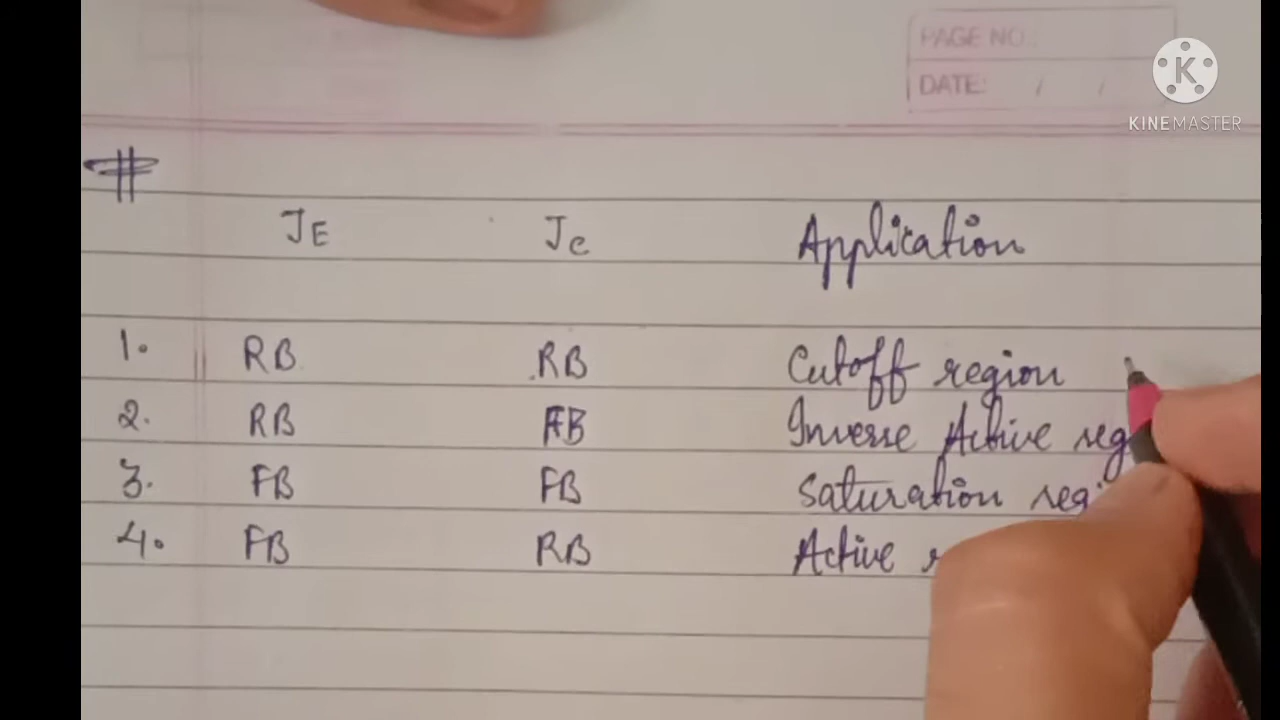 PAGE NO.:
DATE: / /
K
KINEMASTER
#
JE JC Application
1. RB RB Cutoff region
2. RB FB Inverse Active reg
3. FB FB Saturation regi
4. FB RB Active r